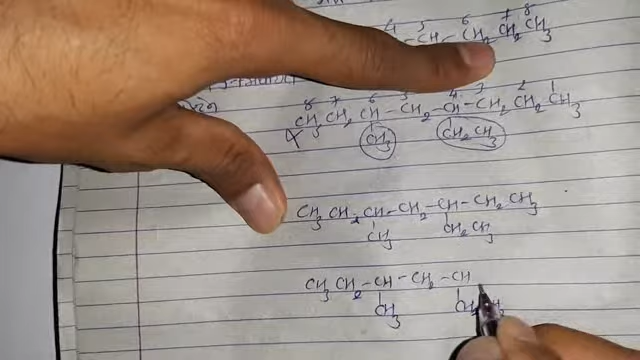 4 5 6 7 8
CH CH2 CH2 CH3
8 7 6 5 4 3 2 1
CH3 CH2 CH - CH2 - CH - CH2 CH2 CH3
CH3 CH2 CH3
CH3 CH2 CH - CH2 - CH - CH2 CH3
CH3 CH2 CH3
CH3 CH2 - CH - CH2 - CH
CH3